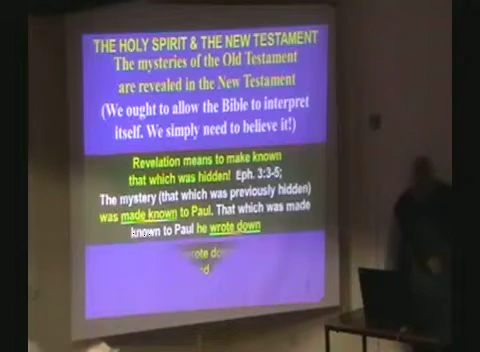 THE HOLY SPIRIT & THE NEW TESTAMENT
The mysteries of the Old Testament
are revealed in the New Testament
(We ought to allow the Bible to interpret
itself. We simply need to believe it!)
Revelation means to make known
that which was hidden! Eph. 3:3-5;
The mystery (that which was previously hidden)
was made known to Paul. That which was made
known to Paul he wrote down